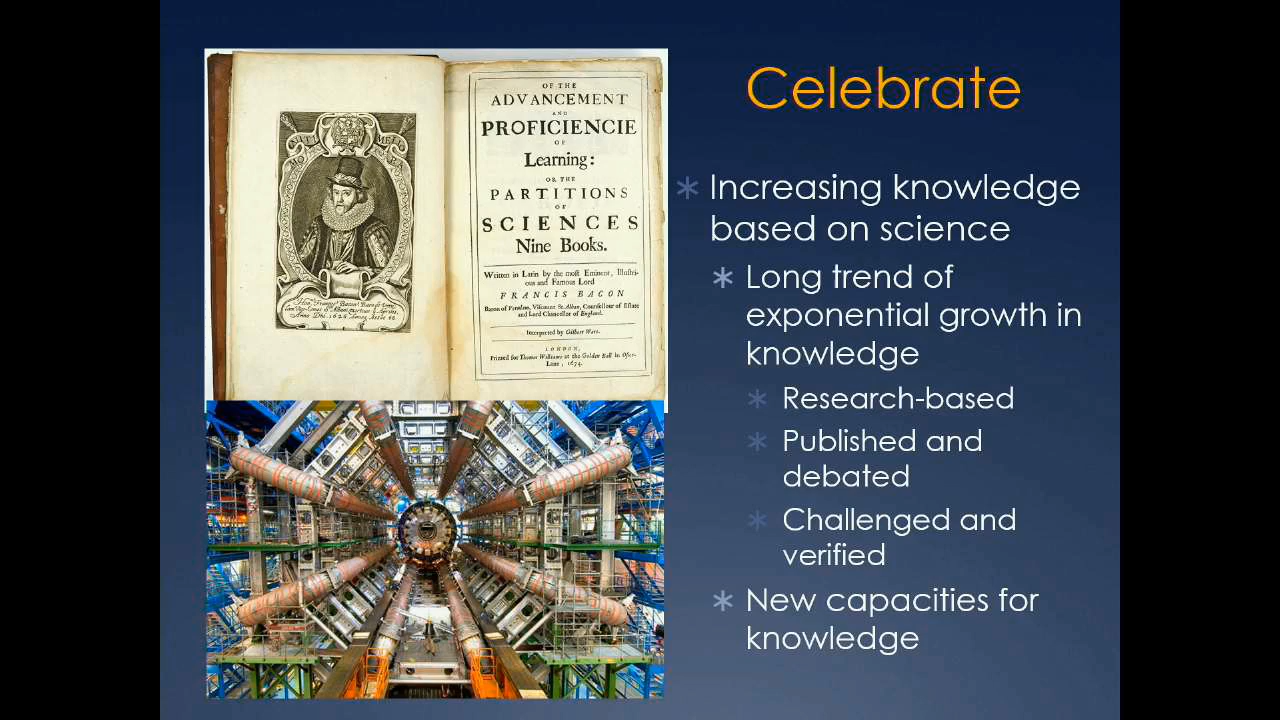 OF THE
ADVANCEMENT
AND
PROFICIENCIE
OF
Learning:
OR THE
PARTITIONS
OF
SCIENCES
Nine Books.
Written in Latin by the most Eminent, Illustri-
ous and Famous Lord
FRANCIS BACON
Baron of Verulam, Viscount St. Alban, Counsellour of Estate
and Lord Chancellor of England.
Interpreted by Gilbert Wats.
LONDON,
Printed for Thomas Williams at the Golden Ball in Osier-
Lane, 1674.
Celebrate
Increasing knowledge
based on science
Long trend of
exponential growth in
knowledge
Research-based
Published and
debated
Challenged and
verified
New capacities for
knowledge